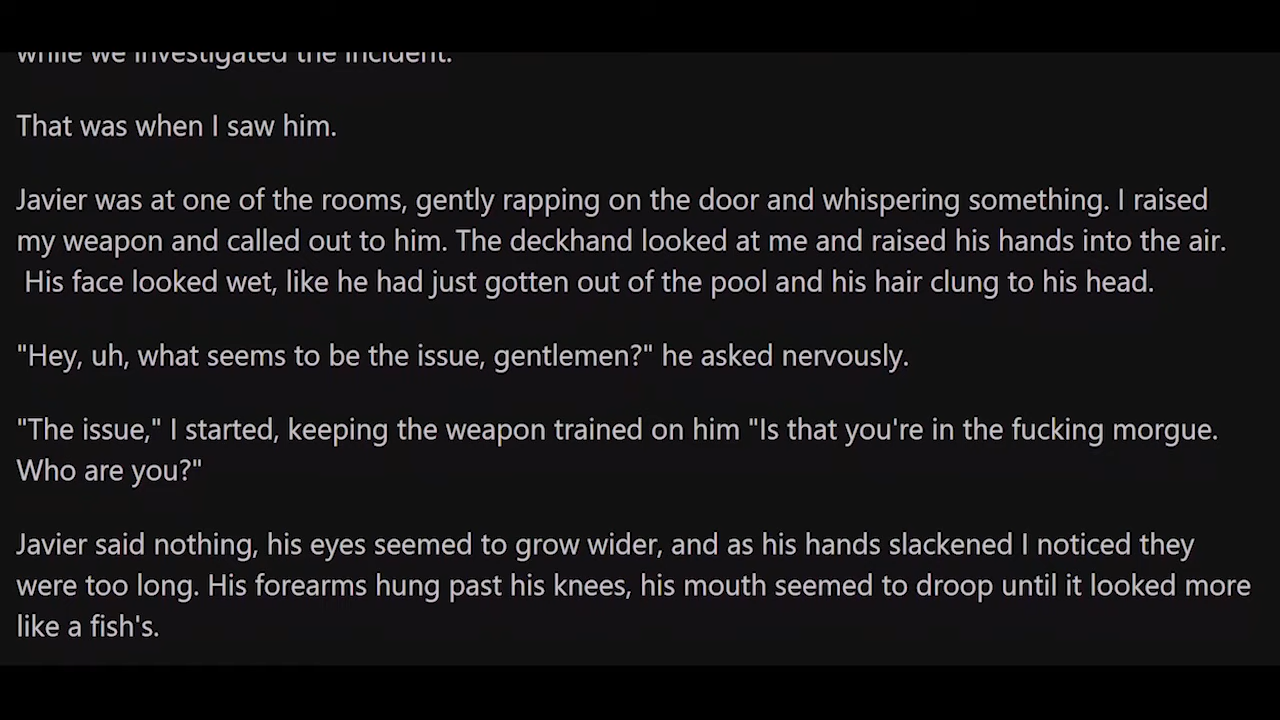 while we investigated the incident.
That was when I saw him.
Javier was at one of the rooms, gently rapping on the door and whispering something. I raised
my weapon and called out to him. The deckhand looked at me and raised his hands into the air.
His face looked wet, like he had just gotten out of the pool and his hair clung to his head.
"Hey, uh, what seems to be the issue, gentlemen?" he asked nervously.
"The issue," I started, keeping the weapon trained on him "Is that you're in the fucking morgue.
Who are you?"
Javier said nothing, his eyes seemed to grow wider, and as his hands slackened I noticed they
were too long. His forearms hung past his knees, his mouth seemed to droop until it looked more
like a fish's.